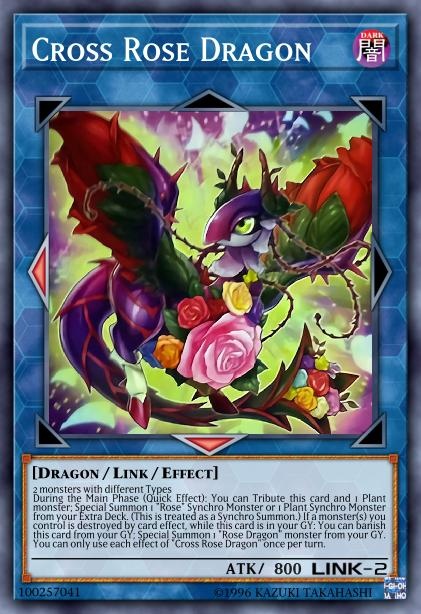 CROSS ROSE DRAGON
DARK
闇
[DRAGON / LINK / EFFECT]
2 monsters with different Types
During the Main Phase (Quick Effect): You can Tribute this card and 1 Plant
monster; Special Summon 1 "Rose" Synchro Monster or 1 Plant Synchro Monster
from your Extra Deck. (This is treated as a Synchro Summon.) If a monster(s) you
control is destroyed by card effect, while this card is in your GY: You can banish
this card from your GY; Special Summon 1 "Rose Dragon" monster from your GY.
You can only use each effect of "Cross Rose Dragon" once per turn.
ATK/ 800 LINK-2
100257041 ©1996 KAZUKI TAKAHASHI